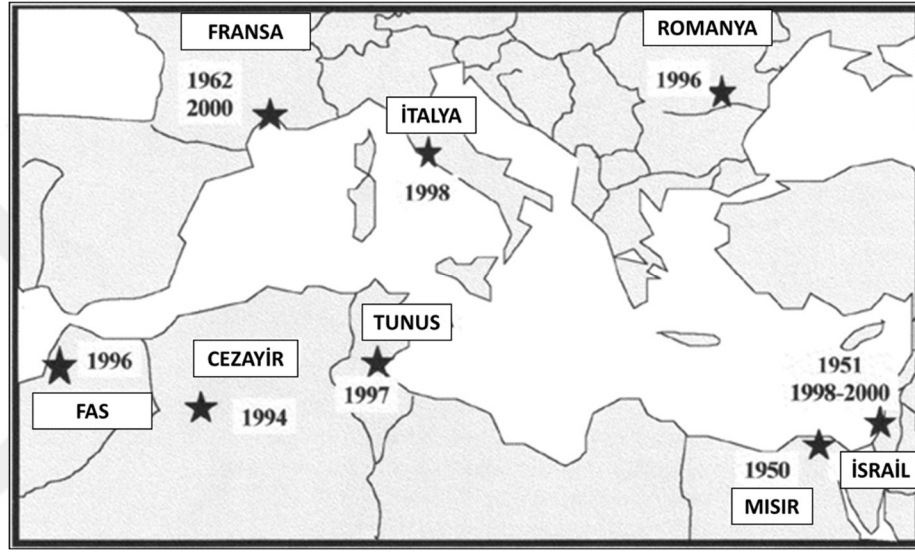 FRANSA
1962
2000
ROMANYA
1996
İTALYA
1998
TUNUS
1997
CEZAYİR
1994
1996
FAS
1951
1998-2000
İSRAİL
1950
MISIR